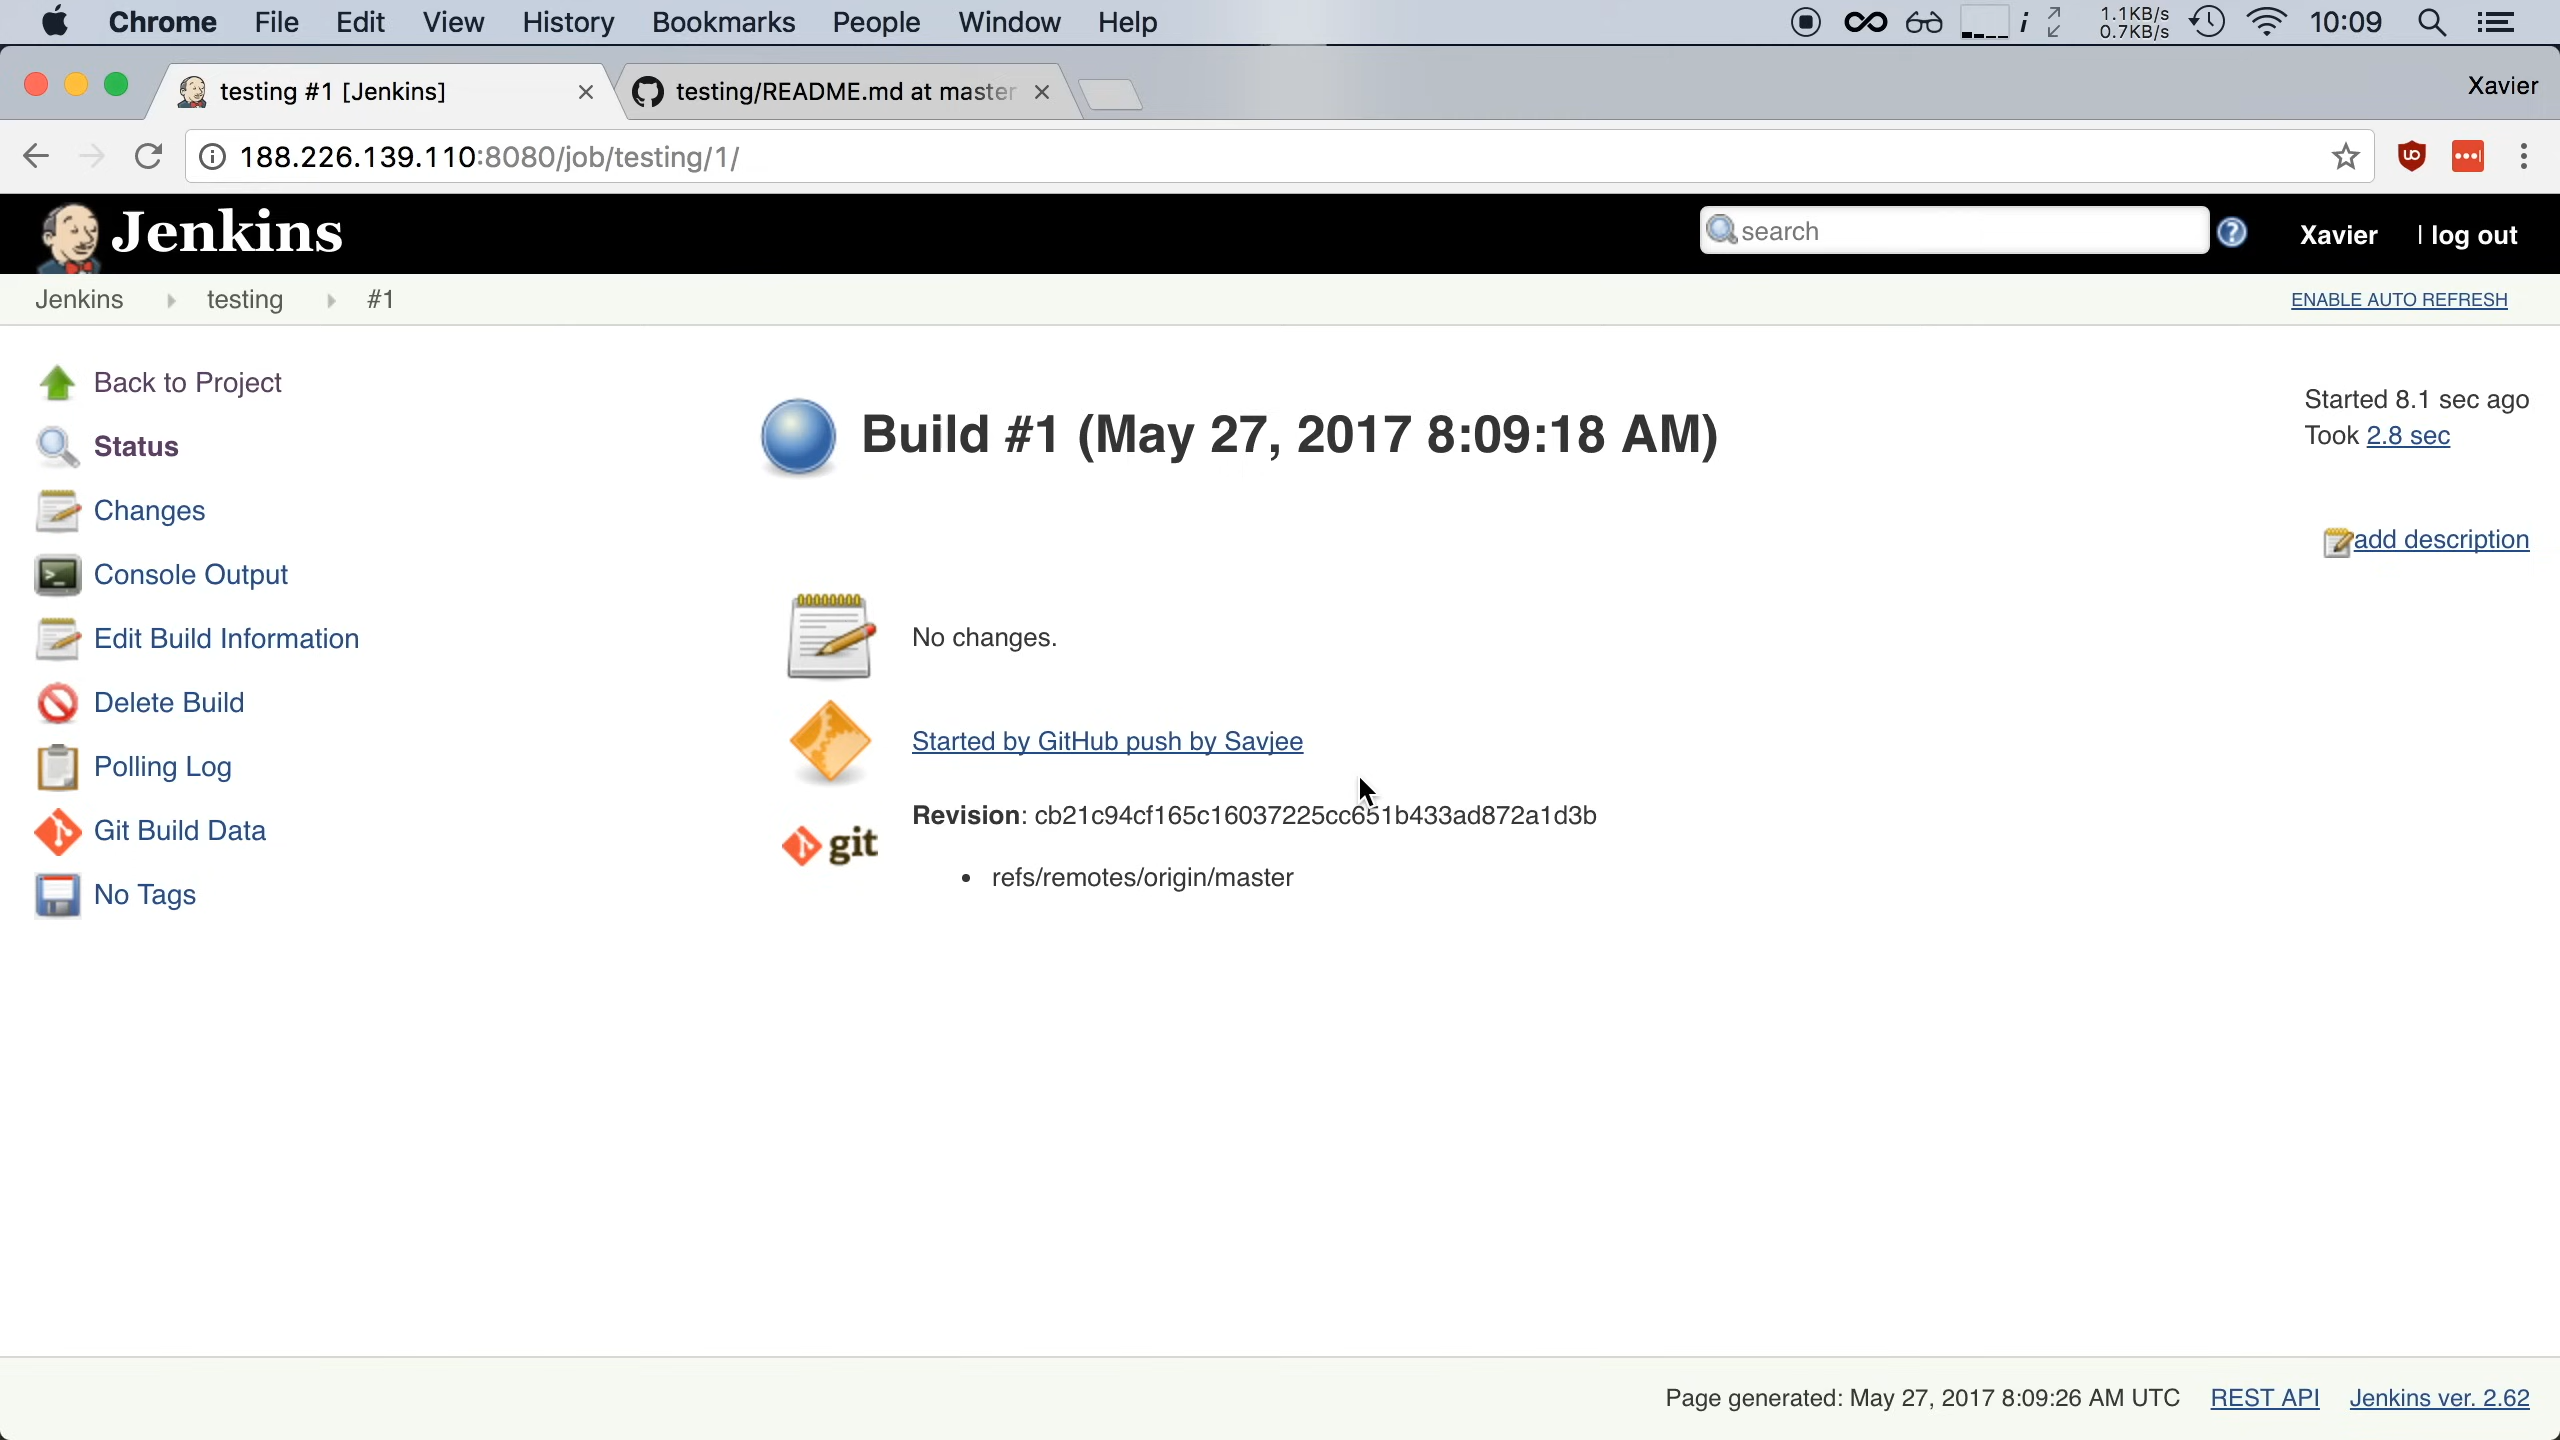 Chrome File Edit View History Bookmarks People Window Help 1.1KB/s 0.7KB/s 10:09
testing #1 [Jenkins] testing/README.md at master Xavier
188.226.139.110:8080/job/testing/1/
Jenkins search Xavier | log out
Jenkins testing #1 ENABLE AUTO REFRESH
Back to Project
Status
Changes
Console Output
Edit Build Information
Delete Build
Polling Log
Git Build Data
No Tags
Build #1 (May 27, 2017 8:09:18 AM)
Started 8.1 sec ago
Took 2.8 sec
add description
No changes.
Started by GitHub push by Savjee
git
Revision: cb21c94cf165c16037225cc651b433ad872a1d3b
• refs/remotes/origin/master
Page generated: May 27, 2017 8:09:26 AM UTC REST API Jenkins ver. 2.62